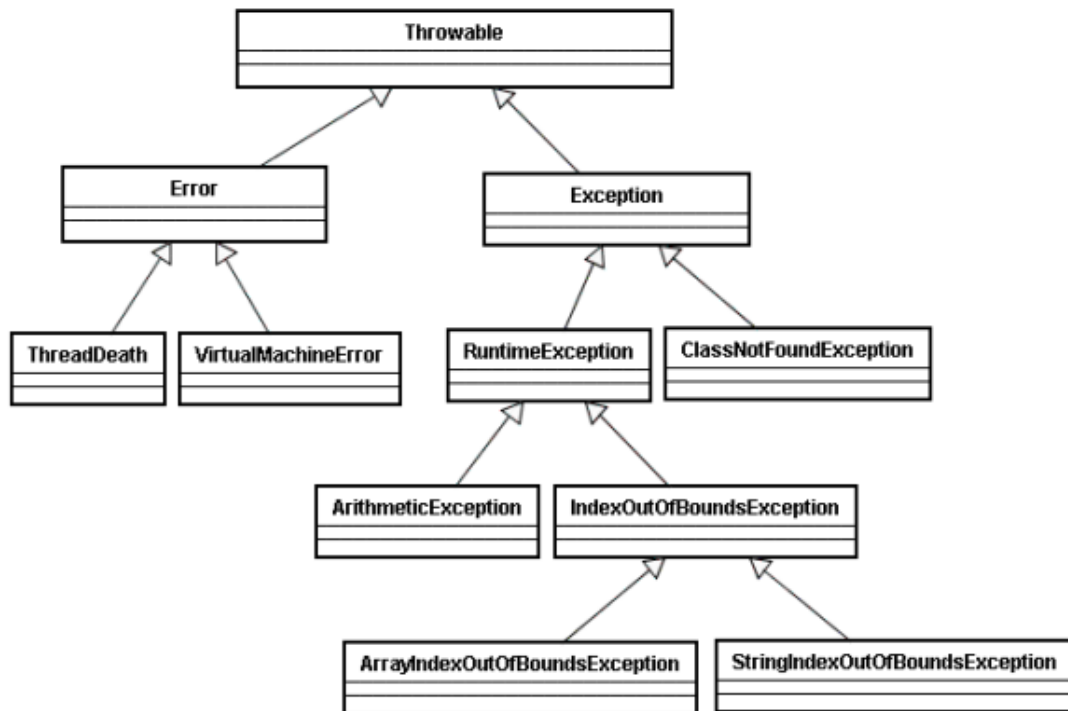 Throwable
Error
Exception
ThreadDeath
VirtualMachineError
RuntimeException
ClassNotFoundException
ArithmeticException
IndexOutOfBoundsException
ArrayIndexOutOfBoundsException
StringIndexOutOfBoundsException